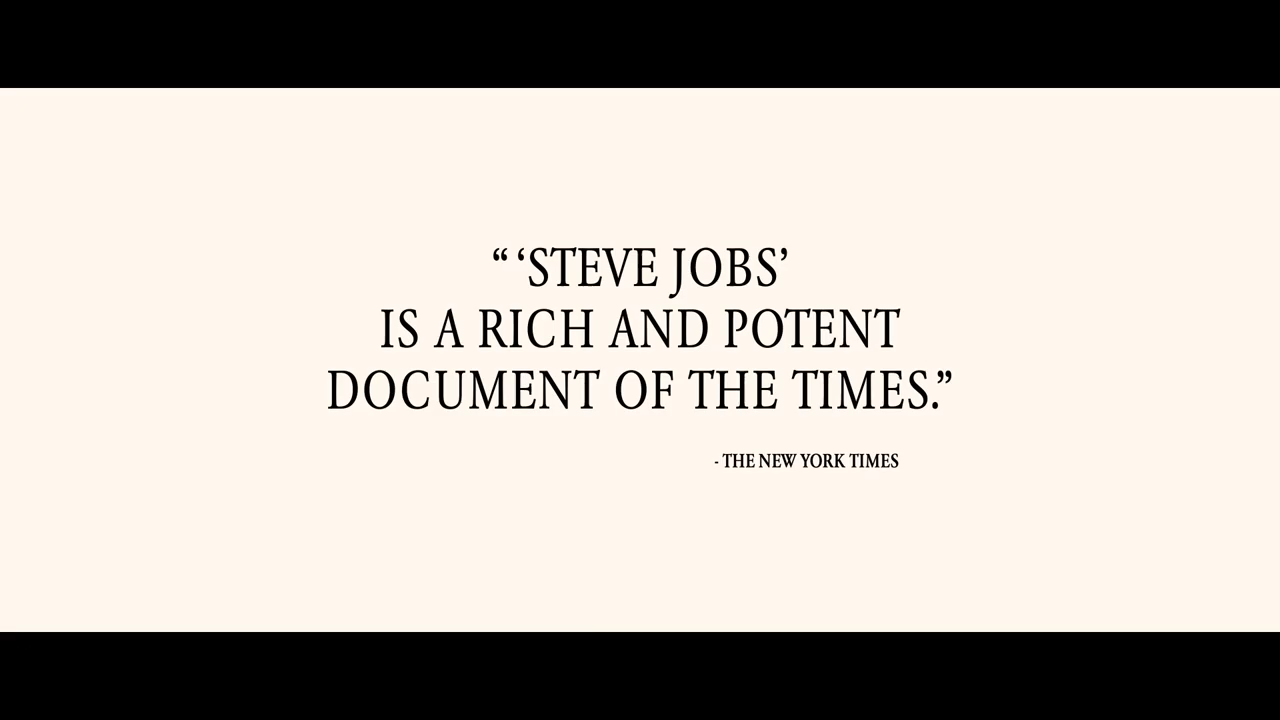 “ ‘STEVE JOBS’
IS A RICH AND POTENT
DOCUMENT OF THE TIMES.”
- THE NEW YORK TIMES